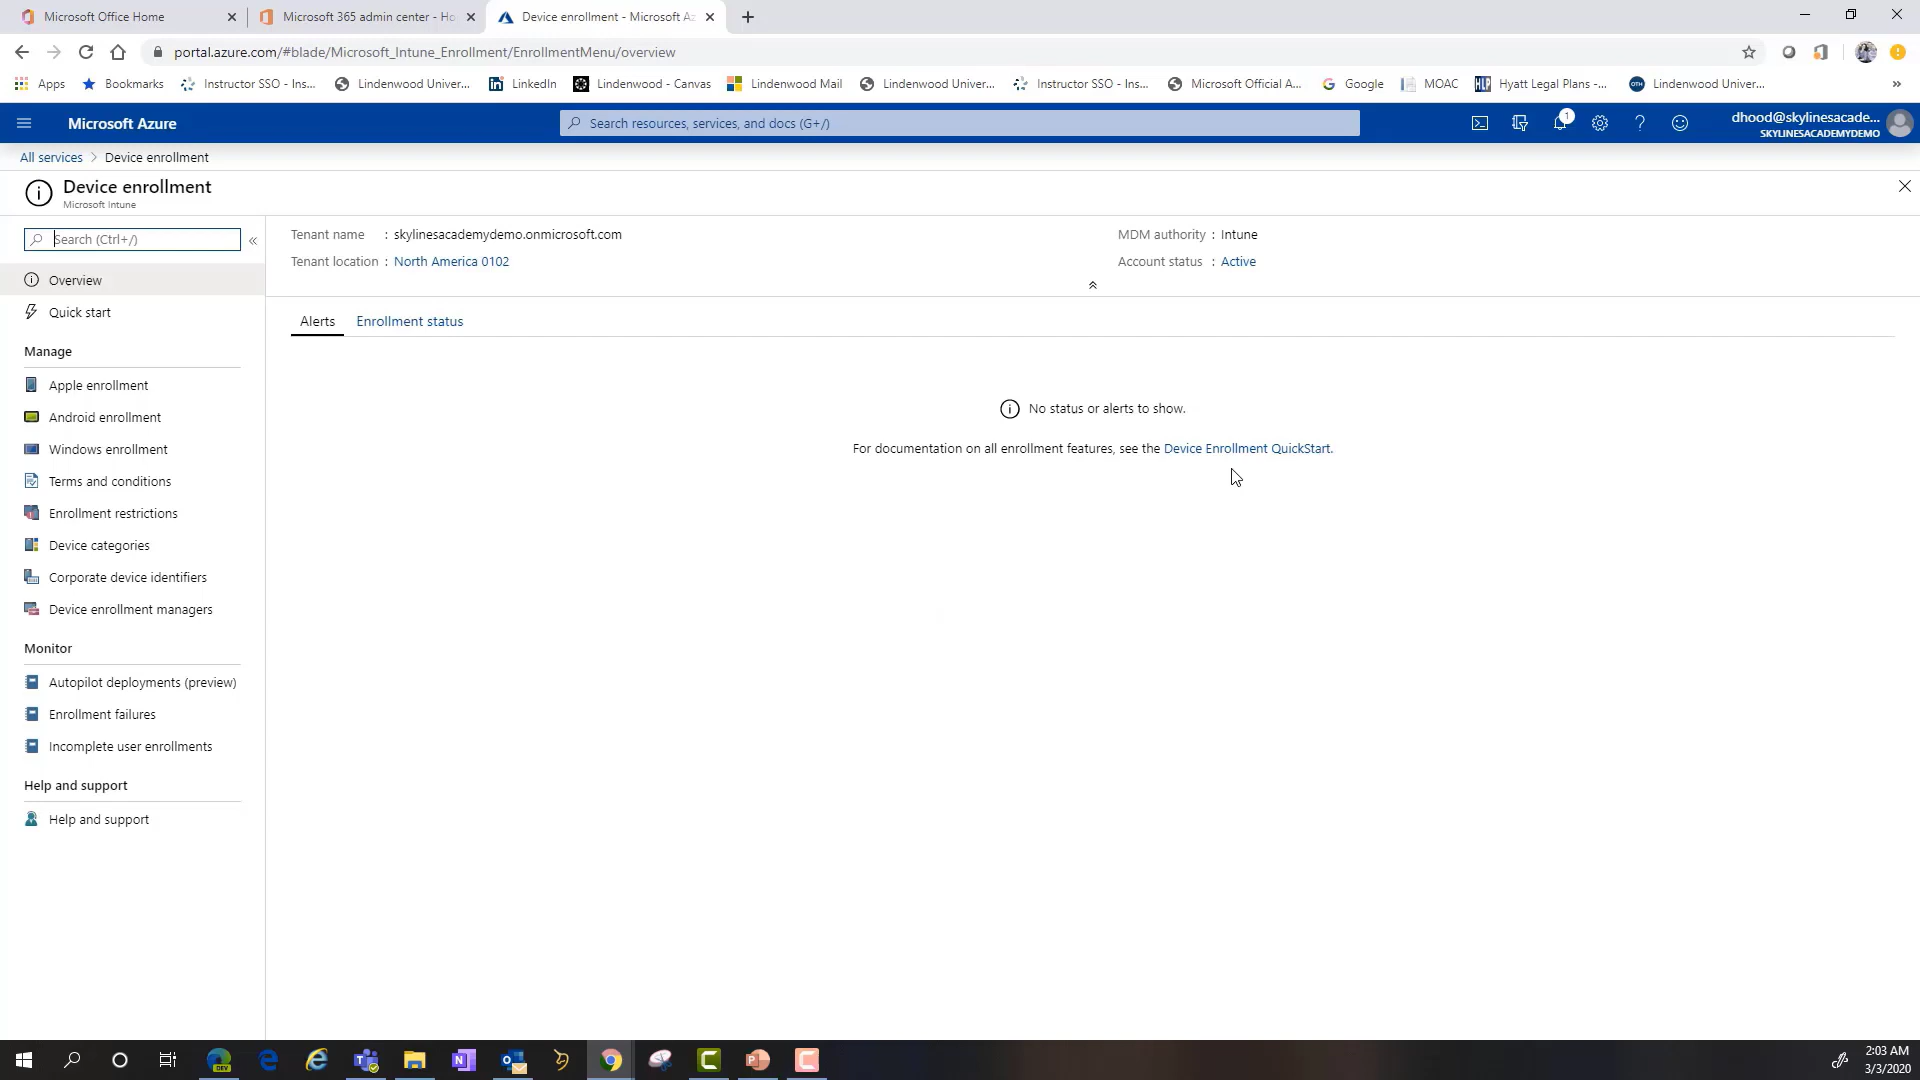 Microsoft Office Home
Microsoft 365 admin center - Ho
Device enrollment - Microsoft Az
portal.azure.com/#blade/Microsoft_Intune_Enrollment/EnrollmentMenu/overview
Apps
Bookmarks
Instructor SSO - Ins...
Lindenwood Univer...
LinkedIn
Lindenwood - Canvas
Lindenwood Mail
Lindenwood Univer...
Instructor SSO - Ins...
Microsoft Official A...
Google
MOAC
Hyatt Legal Plans -...
Lindenwood Univer...
Microsoft Azure
Search resources, services, and docs (G+/)
1
dhood@skylinesacade...
SKYLINESACADEMYDEMO
All services > Device enrollment
Device enrollment
Microsoft Intune
Search (Ctrl+/)
Overview
Quick start
Manage
Apple enrollment
Android enrollment
Windows enrollment
Terms and conditions
Enrollment restrictions
Device categories
Corporate device identifiers
Device enrollment managers
Monitor
Autopilot deployments (preview)
Enrollment failures
Incomplete user enrollments
Help and support
Help and support
Tenant name : skylinesacademydemo.onmicrosoft.com
Tenant location : North America 0102
MDM authority : Intune
Account status : Active
Alerts
Enrollment status
No status or alerts to show.
For documentation on all enrollment features, see the Device Enrollment QuickStart.
2:03 AM
3/3/2020